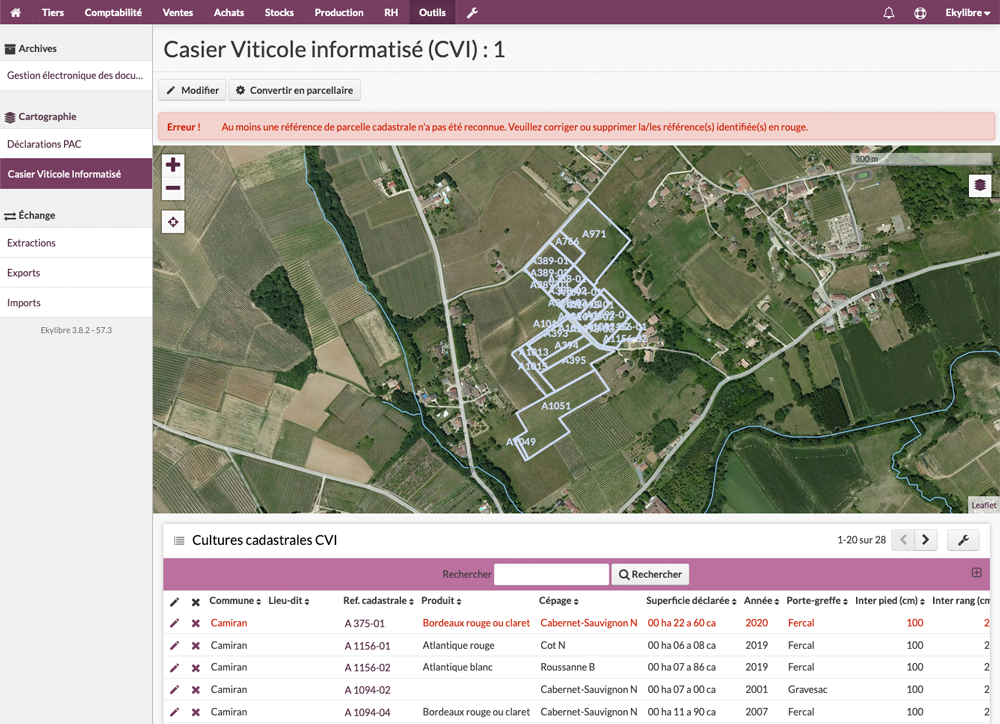 Tiers Comptabilité Ventes Achats Stocks Production RH Outils Ekylibre
Archives
Gestion électronique des docu...
Cartographie
Déclarations PAC
Casier Viticole Informatisé
Échange
Extractions
Exports
Imports
Ekylibre 3.8.2 - 57.3
Casier Viticole informatisé (CVI) : 1
Modifier Convertir en parcellaire
Erreur ! Au moins une référence de parcelle cadastrale n'a pas été reconnue. Veuillez corriger ou supprimer la/les référence(s) identifiée(s) en rouge.
300 m
A971
A766
A389-01
A395
A1013
A1015
A394
A1051
A1049
Leaflet
Cultures cadastrales CVI 1-20 sur 28
Rechercher Rechercher
Commune Lieu-dit Ref. cadastrale Produit Cépage Superficie déclarée Année Porte-greffe Inter pied (cm) Inter rang (cm
Camiran A 375-01 Bordeaux rouge ou claret Cabernet-Sauvignon N 00 ha 22 a 60 ca 2020 Fercal 100 2
Camiran A 1156-01 Atlantique rouge Cot N 00 ha 06 a 08 ca 2019 Fercal 100 2
Camiran A 1156-02 Atlantique blanc Roussanne B 00 ha 07 a 86 ca 2019 Fercal 100 2
Camiran A 1094-02 Cabernet-Sauvignon N 00 ha 07 a 00 ca 2001 Gravesac 100 2
Camiran A 1094-04 Bordeaux rouge ou claret Cabernet-Sauvignon N 00 ha 11 a 90 ca 2007 Fercal 100 2